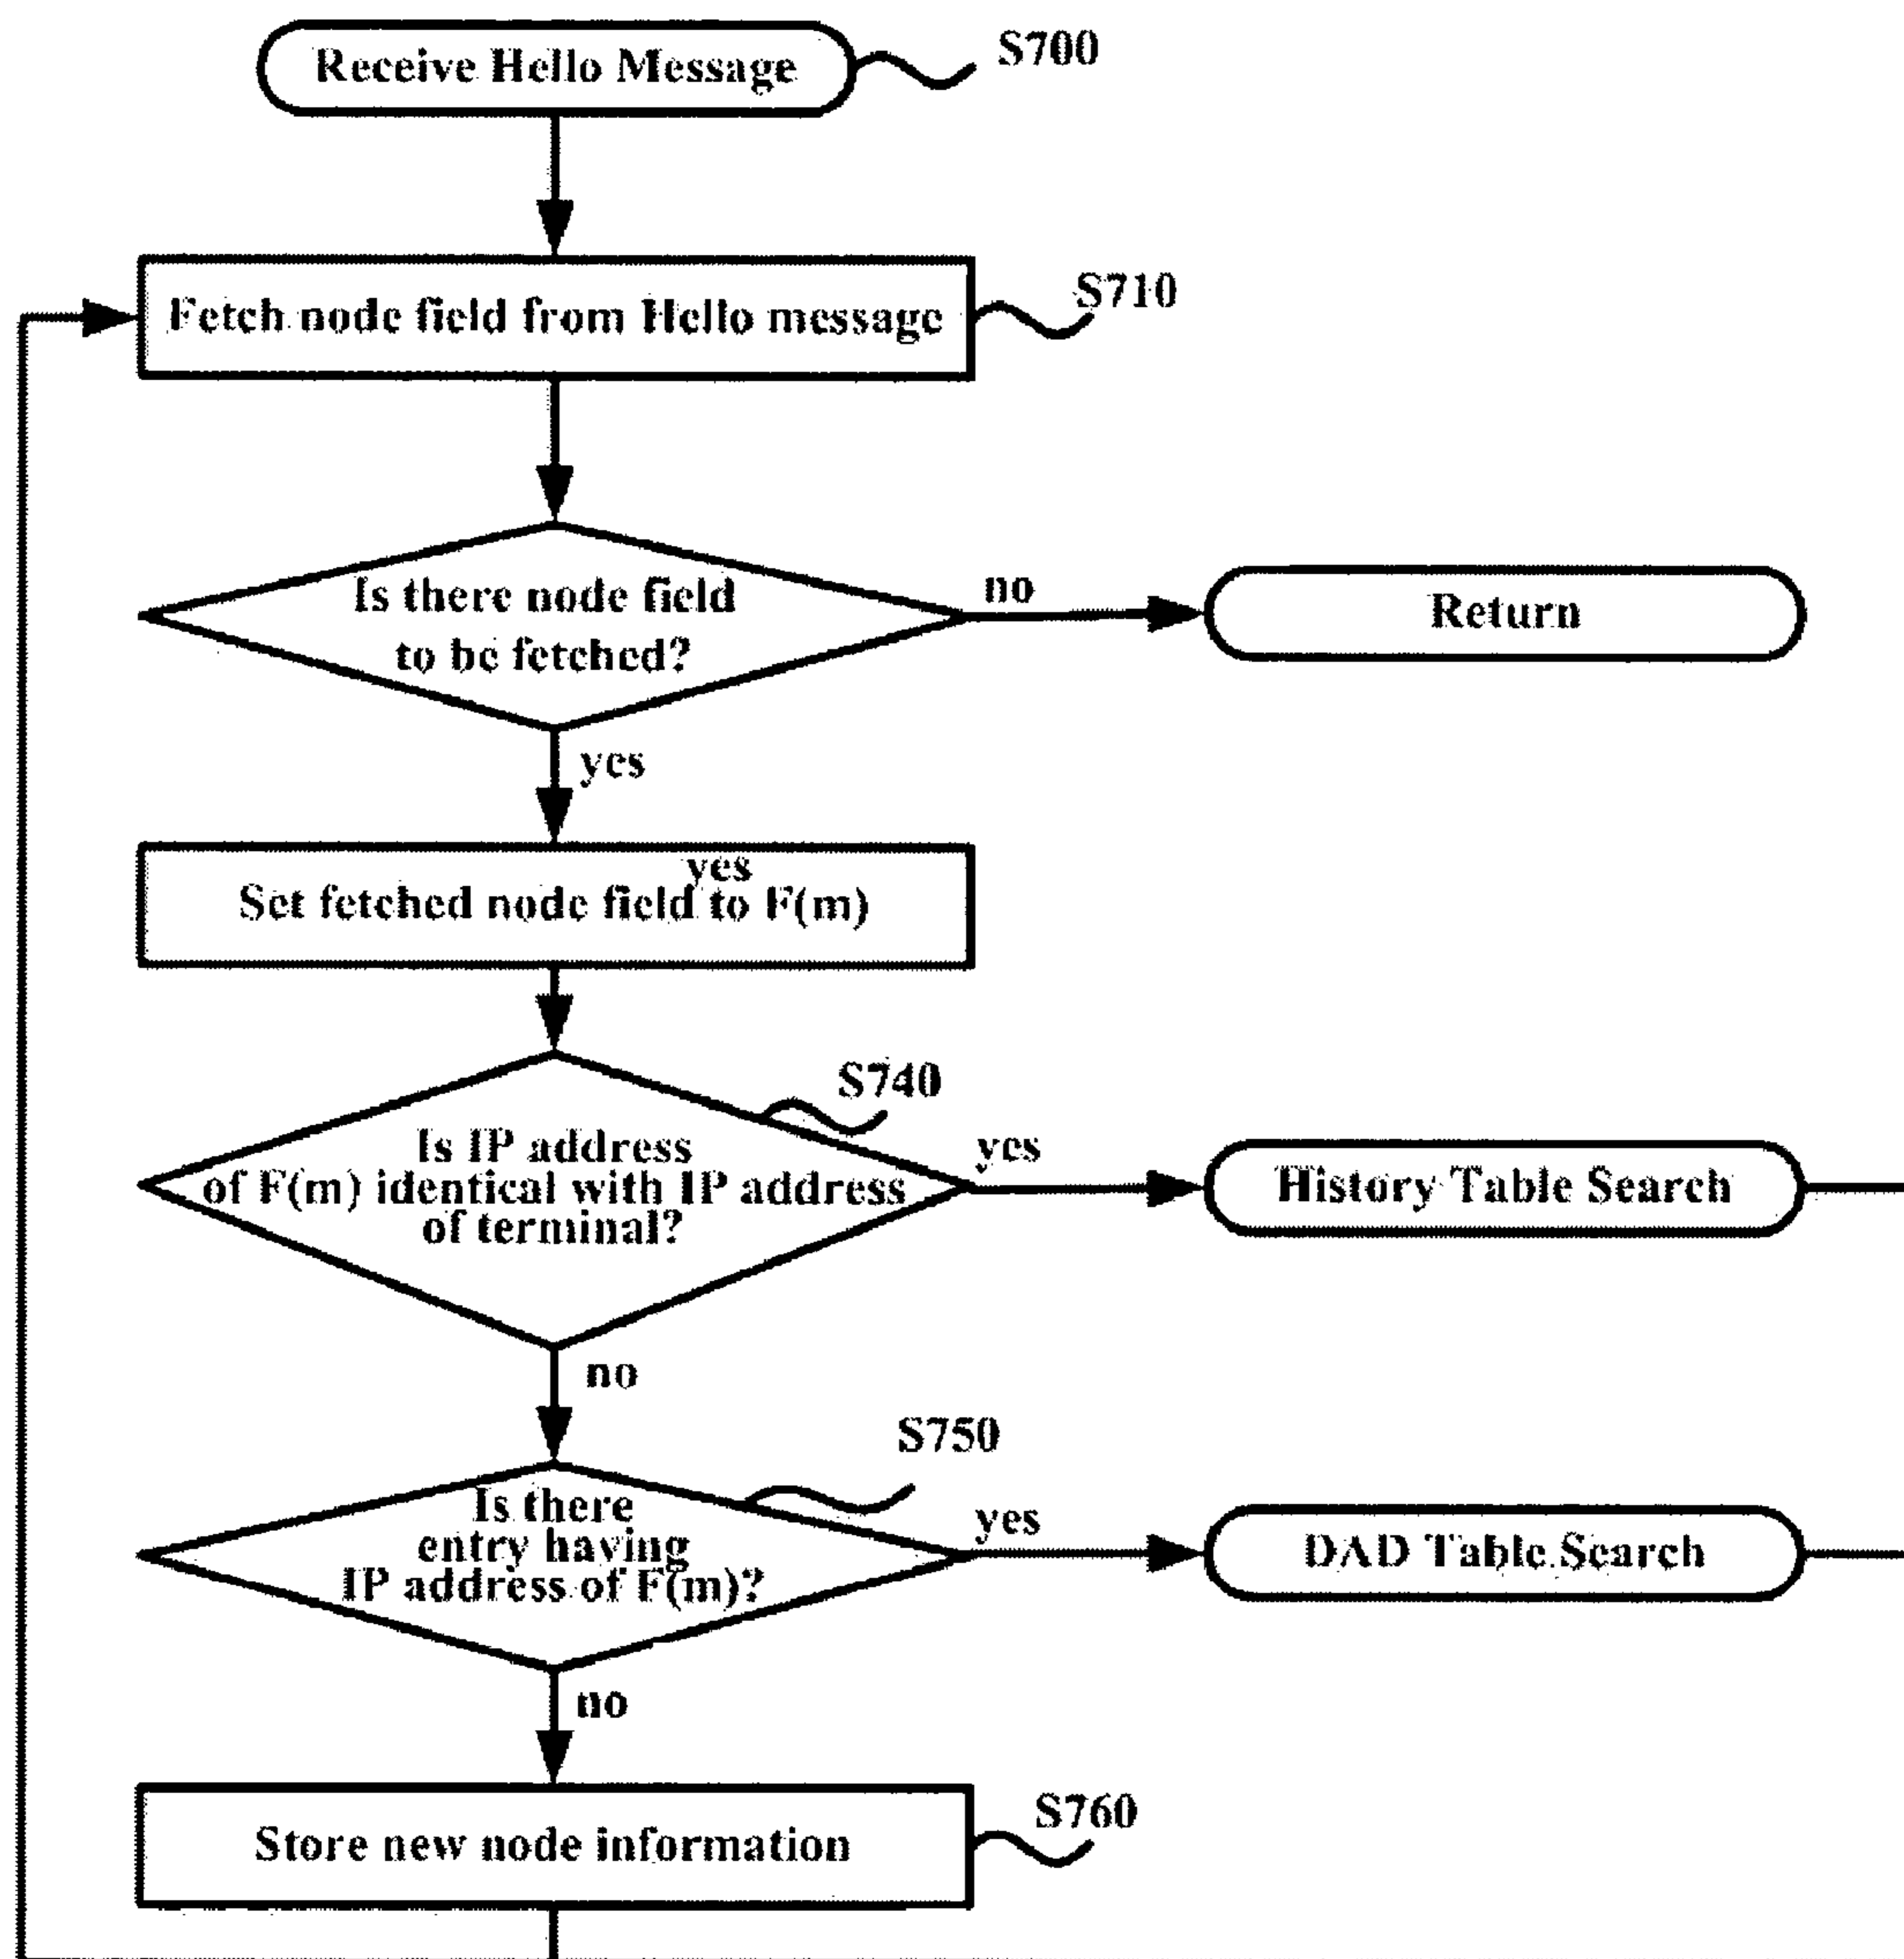 Receive Hello Message
S700
Fetch node field from Hello message
S710
Is there node field
to be fetched?
no
Return
yes
yes
Set fetched node field to F(m)
S740
Is IP address
of F(m) identical with IP address
of terminal?
yes
History Table Search
no
S750
Is there
entry having
IP address of F(m)?
yes
DAD Table Search
no
Store new node information
S760